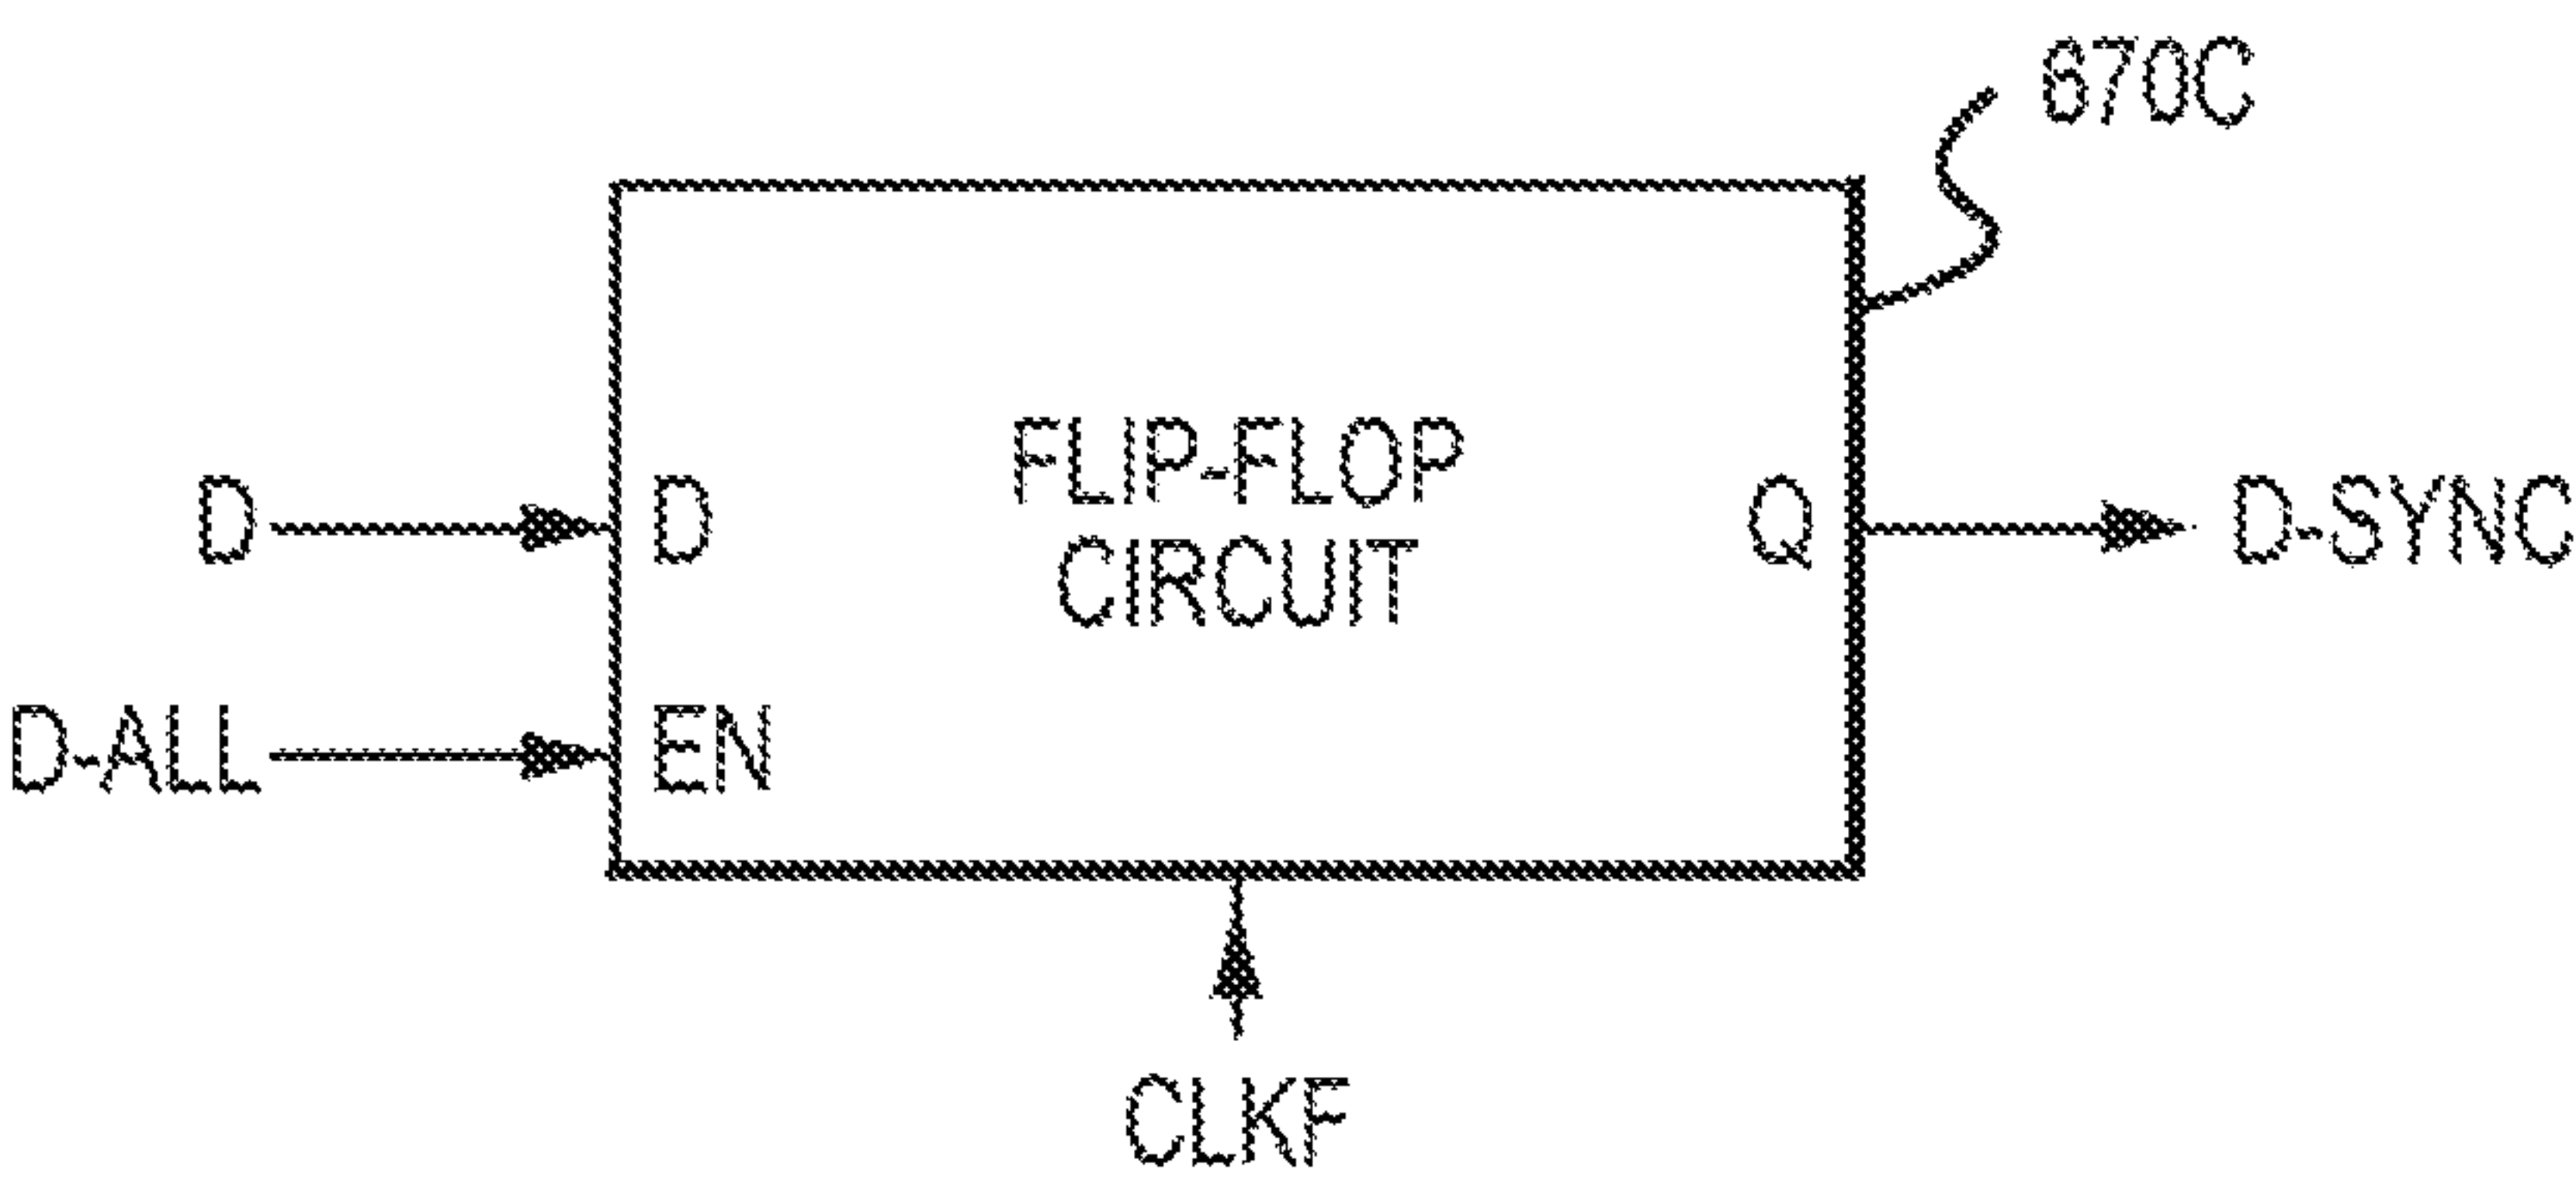 670C
FLIP-FLOP
CIRCUIT
D
D
Q
D-SYNC
D-ALL
EN
CLKF